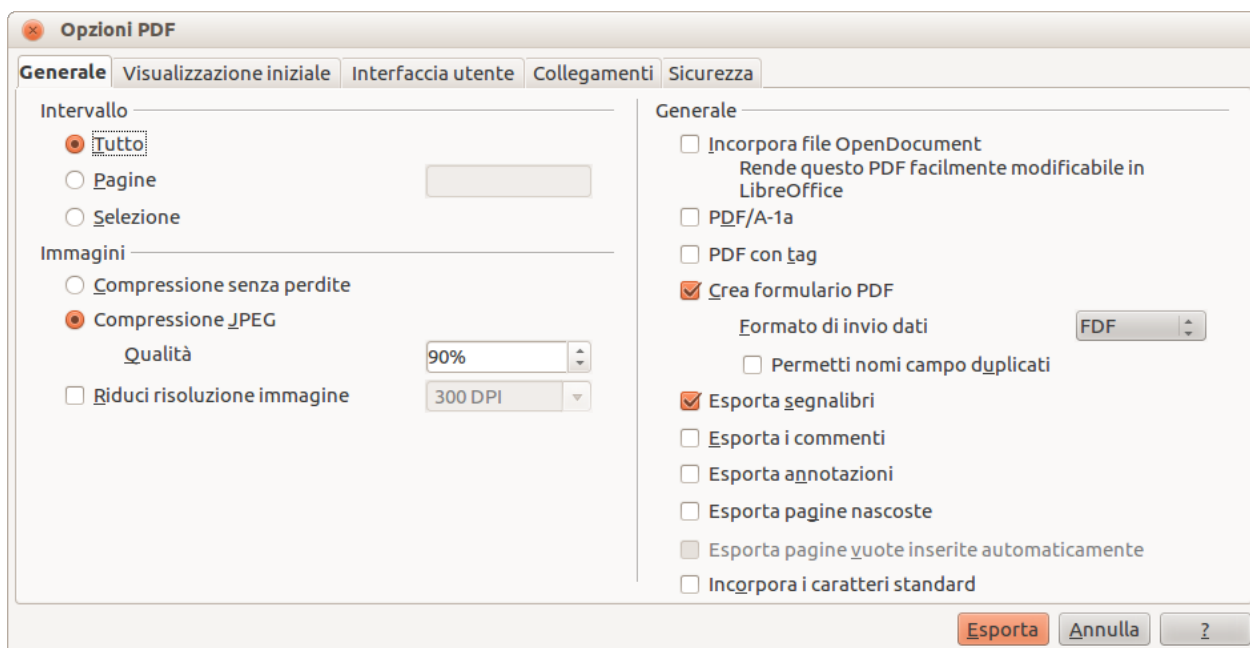 Opzioni PDF
Generale Visualizzazione iniziale Interfaccia utente Collegamenti Sicurezza
Intervallo
Tutto
Pagine
Selezione
Immagini
Compressione senza perdite
Compressione JPEG
Qualità 90%
Riduci risoluzione immagine 300 DPI
Generale
Incorpora file OpenDocument
Rende questo PDF facilmente modificabile in
LibreOffice
PDF/A-1a
PDF con tag
Crea formulario PDF
Formato di invio dati FDF
Permetti nomi campo duplicati
Esporta segnalibri
Esporta i commenti
Esporta annotazioni
Esporta pagine nascoste
Esporta pagine vuote inserite automaticamente
Incorpora i caratteri standard
Esporta Annulla ?